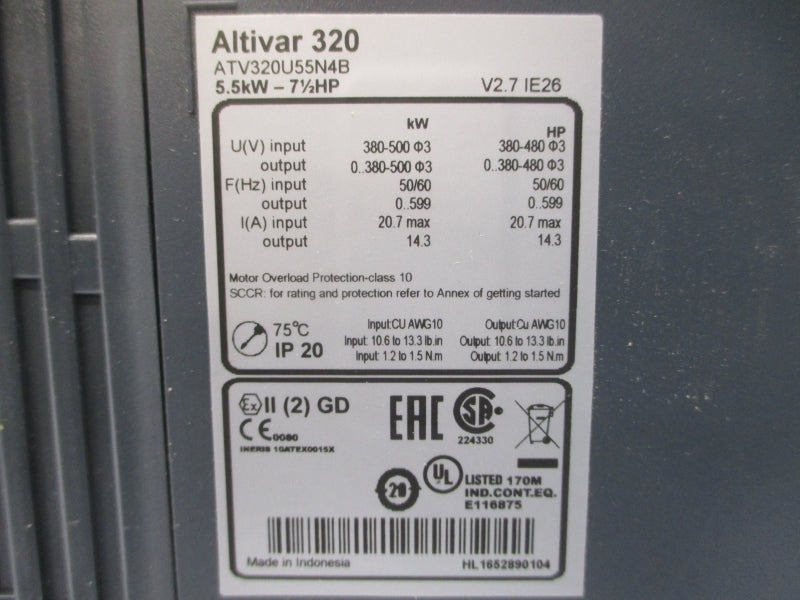 Altivar 320
ATV320U55N4B
5.5kW – 7½HP V2.7 IE26
kW HP
U(V) input 380-500 Φ3 380-480 Φ3
output 0..380-500 Φ3 0..380-480 Φ3
F(Hz) input 50/60 50/60
output 0..599 0..599
I(A) input 20.7 max 20.7 max
output 14.3 14.3
Motor Overload Protection-class 10
SCCR: for rating and protection refer to Annex of getting started
75°C Input:CU AWG10 Output:Cu AWG10
IP 20 Input: 10.6 to 13.3 lb.in Output: 10.6 to 13.3 lb.in
Input: 1.2 to 1.5 N.m Output: 1.2 to 1.5 N.m
Ex II (2) GD EAC SA
CE 0080 224330
INERIS 10ATEX0015X
20 UL LISTED 170M
IND.CONT.EQ.
E116875
Made in Indonesia HL1652890104